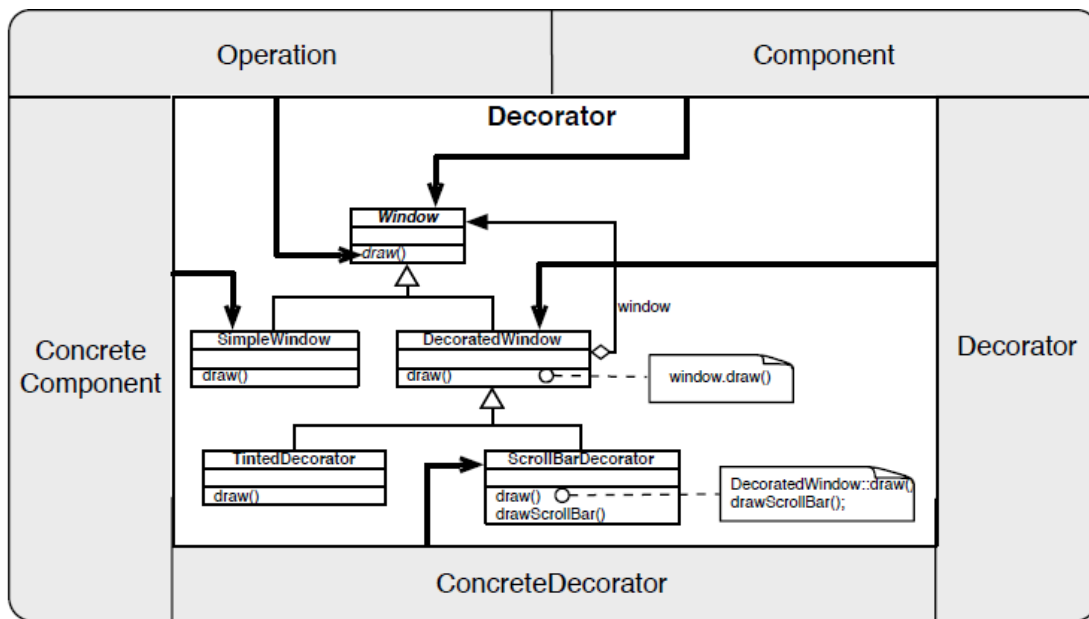 Operation
Component
Decorator
Window
draw()
window
SimpleWindow
draw()
DecoratedWindow
draw()
window.draw()
Concrete
Component
Decorator
TintedDecorator
draw()
ScrollBarDecorator
draw()
drawScrollBar()
DecoratedWindow::draw()
drawScrollBar();
ConcreteDecorator